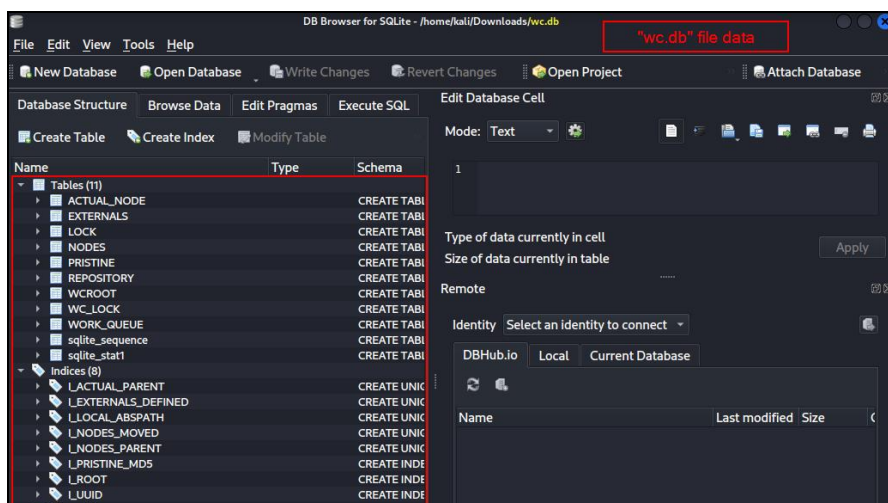 DB Browser for SQLite - /home/kali/Downloads/wc.db
"wc.db" file data
File Edit View Tools Help
New Database Open Database Write Changes Revert Changes Open Project Attach Database
Database Structure Browse Data Edit Pragmas Execute SQL
Create Table Create Index Modify Table
Name Type Schema
Tables (11)
ACTUAL_NODE CREATE TABL
EXTERNALS CREATE TABL
LOCK CREATE TABL
NODES CREATE TABL
PRISTINE CREATE TABL
REPOSITORY CREATE TABL
WCROOT CREATE TABL
WC_LOCK CREATE TABL
WORK_QUEUE CREATE TABL
sqlite_sequence CREATE TABL
sqlite_stat1 CREATE TABL
Indices (8)
I_ACTUAL_PARENT CREATE UNIQ
I_EXTERNALS_DEFINED CREATE UNIQ
I_LOCAL_ABSPATH CREATE UNIQ
I_NODES_MOVED CREATE UNIQ
I_NODES_PARENT CREATE UNIQ
I_PRISTINE_MD5 CREATE INDE
I_ROOT CREATE INDE
I_UUID CREATE INDE
Edit Database Cell
Mode: Text
1
Type of data currently in cell
Size of data currently in table
Apply
Remote
Identity Select an identity to connect
DBHub.io Local Current Database
Name Last modified Size